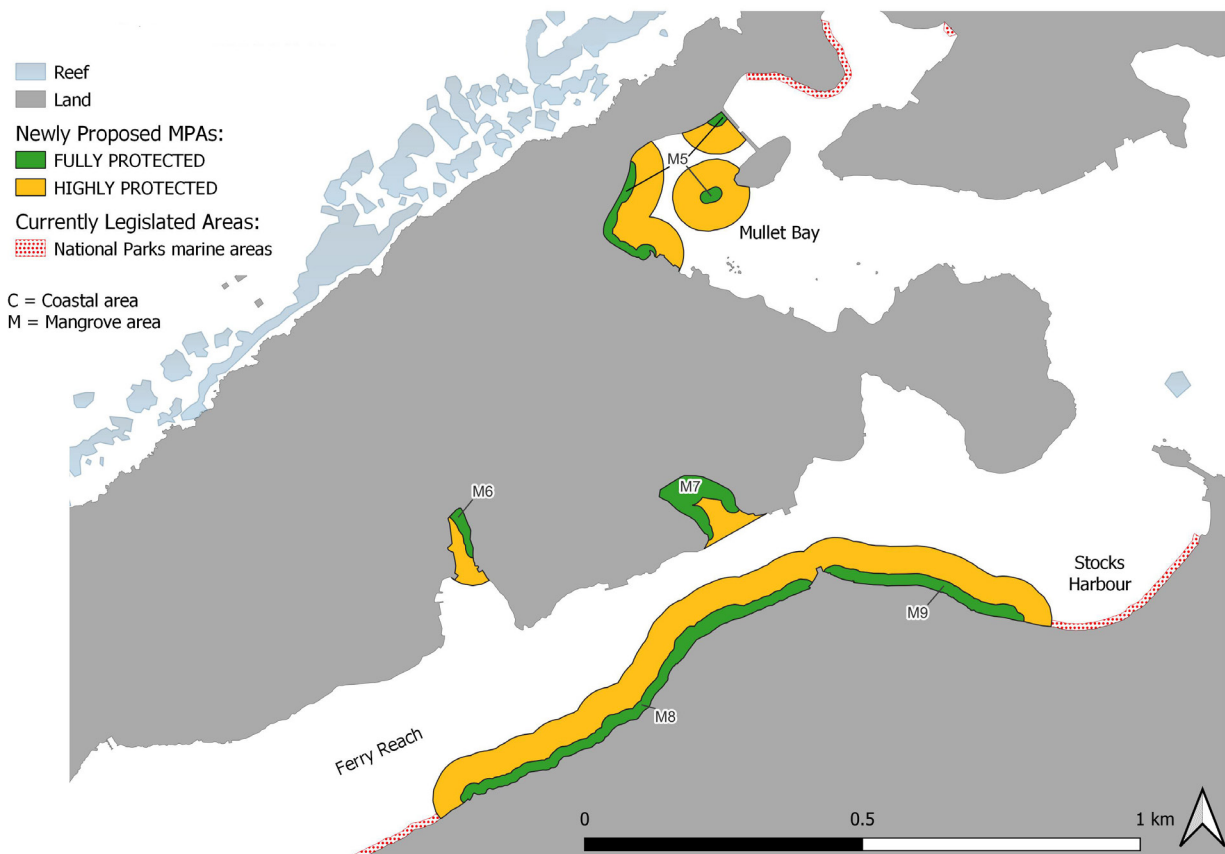 Reef
Land
Newly Proposed MPAs:
FULLY PROTECTED
HIGHLY PROTECTED
Currently Legislated Areas:
National Parks marine areas
C = Coastal area
M = Mangrove area
M5
Mullet Bay
M6
M7
Stocks
Harbour
M9
M8
Ferry Reach
0
0.5
1 km